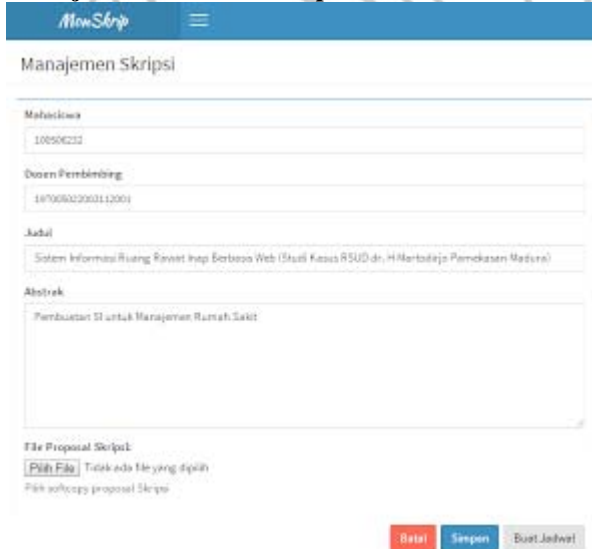 MonSkrip
Manajemen Skripsi
Mahasiswa
100506232
Dosen Pembimbing
Judul
Sistem Informasi Ruang Rawat Inap Berbasis Web (Studi Kasus RSUD dr. H Martodirjo Pamekasan Madura)
Abstrak
Pembuatan SI untuk Manajemen Rumah Sakit
File Proposal Skripsi:
Pilih File Tidak ada file yang dipilih
Pilih softcopy proposal Skripsi
Batal Simpan Buat Jadwal